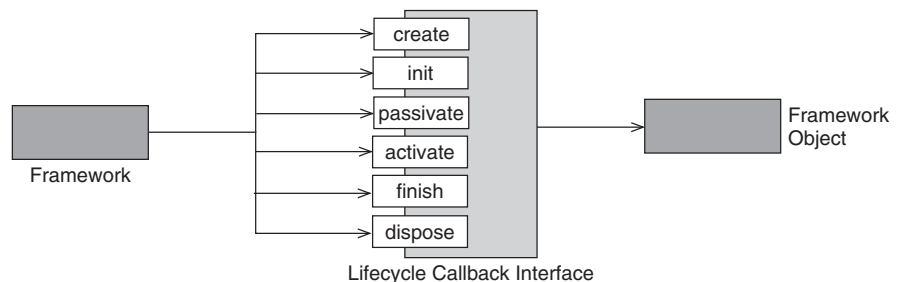 create
init
passivate
activate
finish
dispose
Framework
Framework
Object
Lifecycle Callback Interface